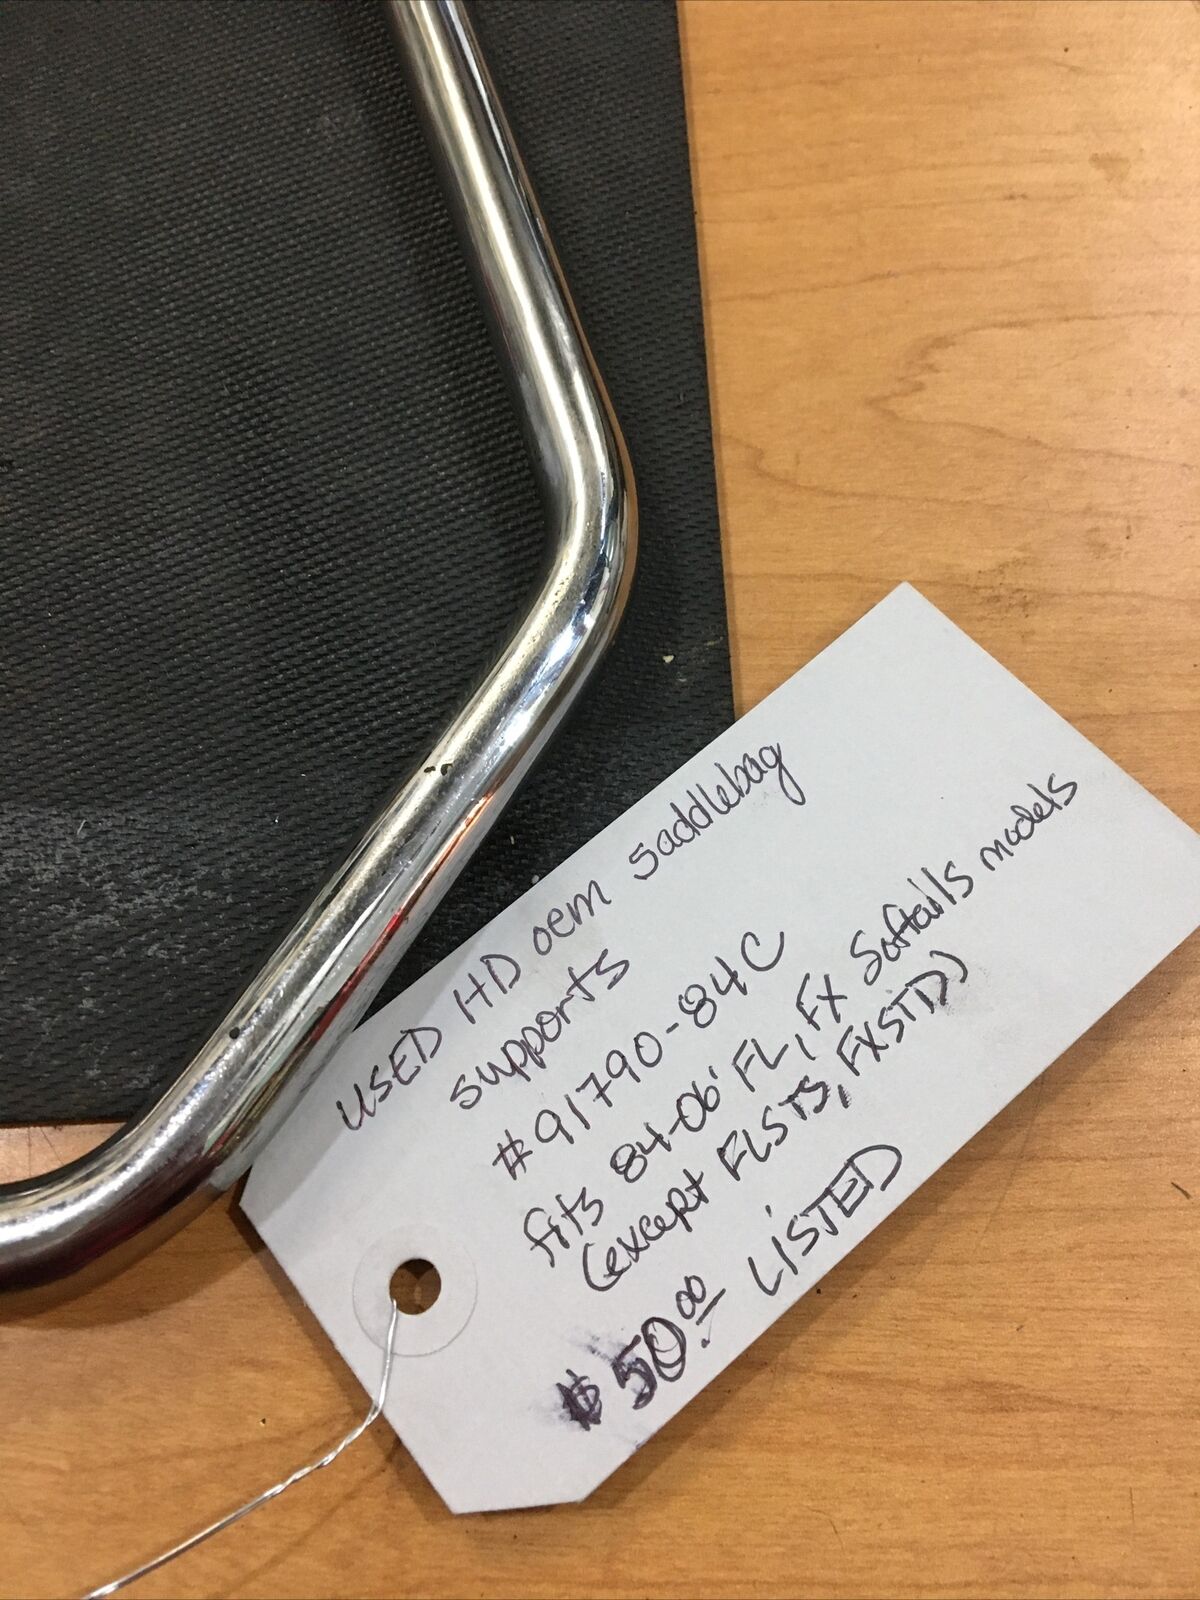 USED HD oem saddlebag
supports
#91790-84C
fits 84-06' FL, FX Softails models
(except FLSTS, FXSTD)
$50.00 LISTED